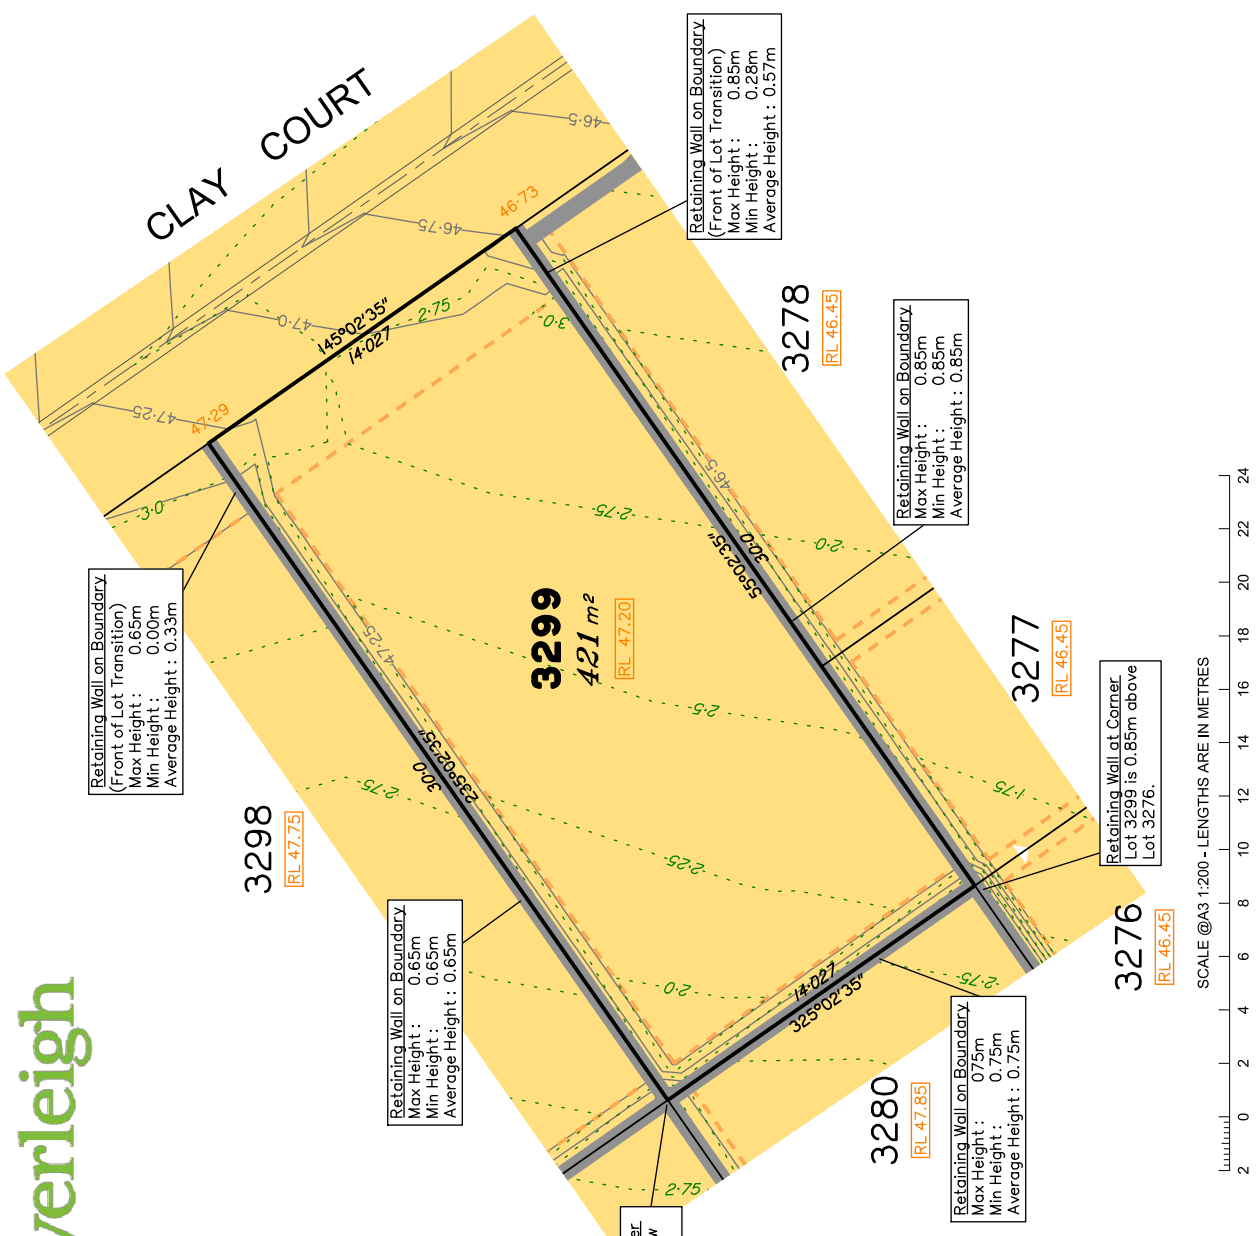 CLAY COURT
Retaining Wall on Boundary
(Front of Lot Transition)
Max Height : 0.85m
Min Height : 0.28m
Average Height : 0.57m
46·5
46·73
46·75
47·0
145°02'35"
14·027
2·75
3·0
47·25
47·29
3·0
3278
RL 46.45
Retaining Wall on Boundary
Max Height : 0.85m
Min Height : 0.85m
Average Height : 0.85m
46·5
55°02'35"
30·0
2·0
2·75
Retaining Wall on Boundary
(Front of Lot Transition)
Max Height : 0.65m
Min Height : 0.00m
Average Height : 0.33m
3299
421 m²
RL 47.20
47·25
235°02'35"
30·0
2·5
2·75
2·25
3298
RL 47.75
3277
RL 46.45
1·75
Retaining Wall at Corner
Lot 3299 is 0.85m above
Lot 3276.
Retaining Wall on Boundary
Max Height : 0.65m
Min Height : 0.65m
Average Height : 0.65m
2·0
14·027
325°02'35"
2·75
3276
RL 46.45
3280
RL 47.85
Retaining Wall on Boundary
Max Height : 075m
Min Height : 0.75m
Average Height : 0.75m
2·75
er
w
verleigh
SCALE @A3 1:200 - LENGTHS ARE IN METRES
2 0 2 4 6 8 10 12 14 16 18 20 22 24